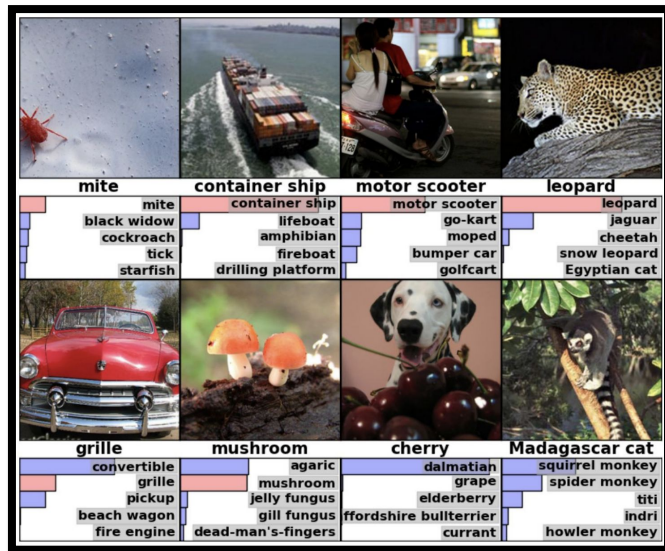 mite
container ship
motor scooter
leopard
mite
black widow
cockroach
tick
starfish
container ship
lifeboat
amphibian
fireboat
drilling platform
motor scooter
go-kart
moped
bumper car
golfcart
leopard
jaguar
cheetah
snow leopard
Egyptian cat
grille
mushroom
cherry
Madagascar cat
convertible
grille
pickup
beach wagon
fire engine
agaric
mushroom
jelly fungus
gill fungus
dead-man's-fingers
dalmatian
grape
elderberry
ffordshire bullterrier
currant
squirrel monkey
spider monkey
titi
indri
howler monkey